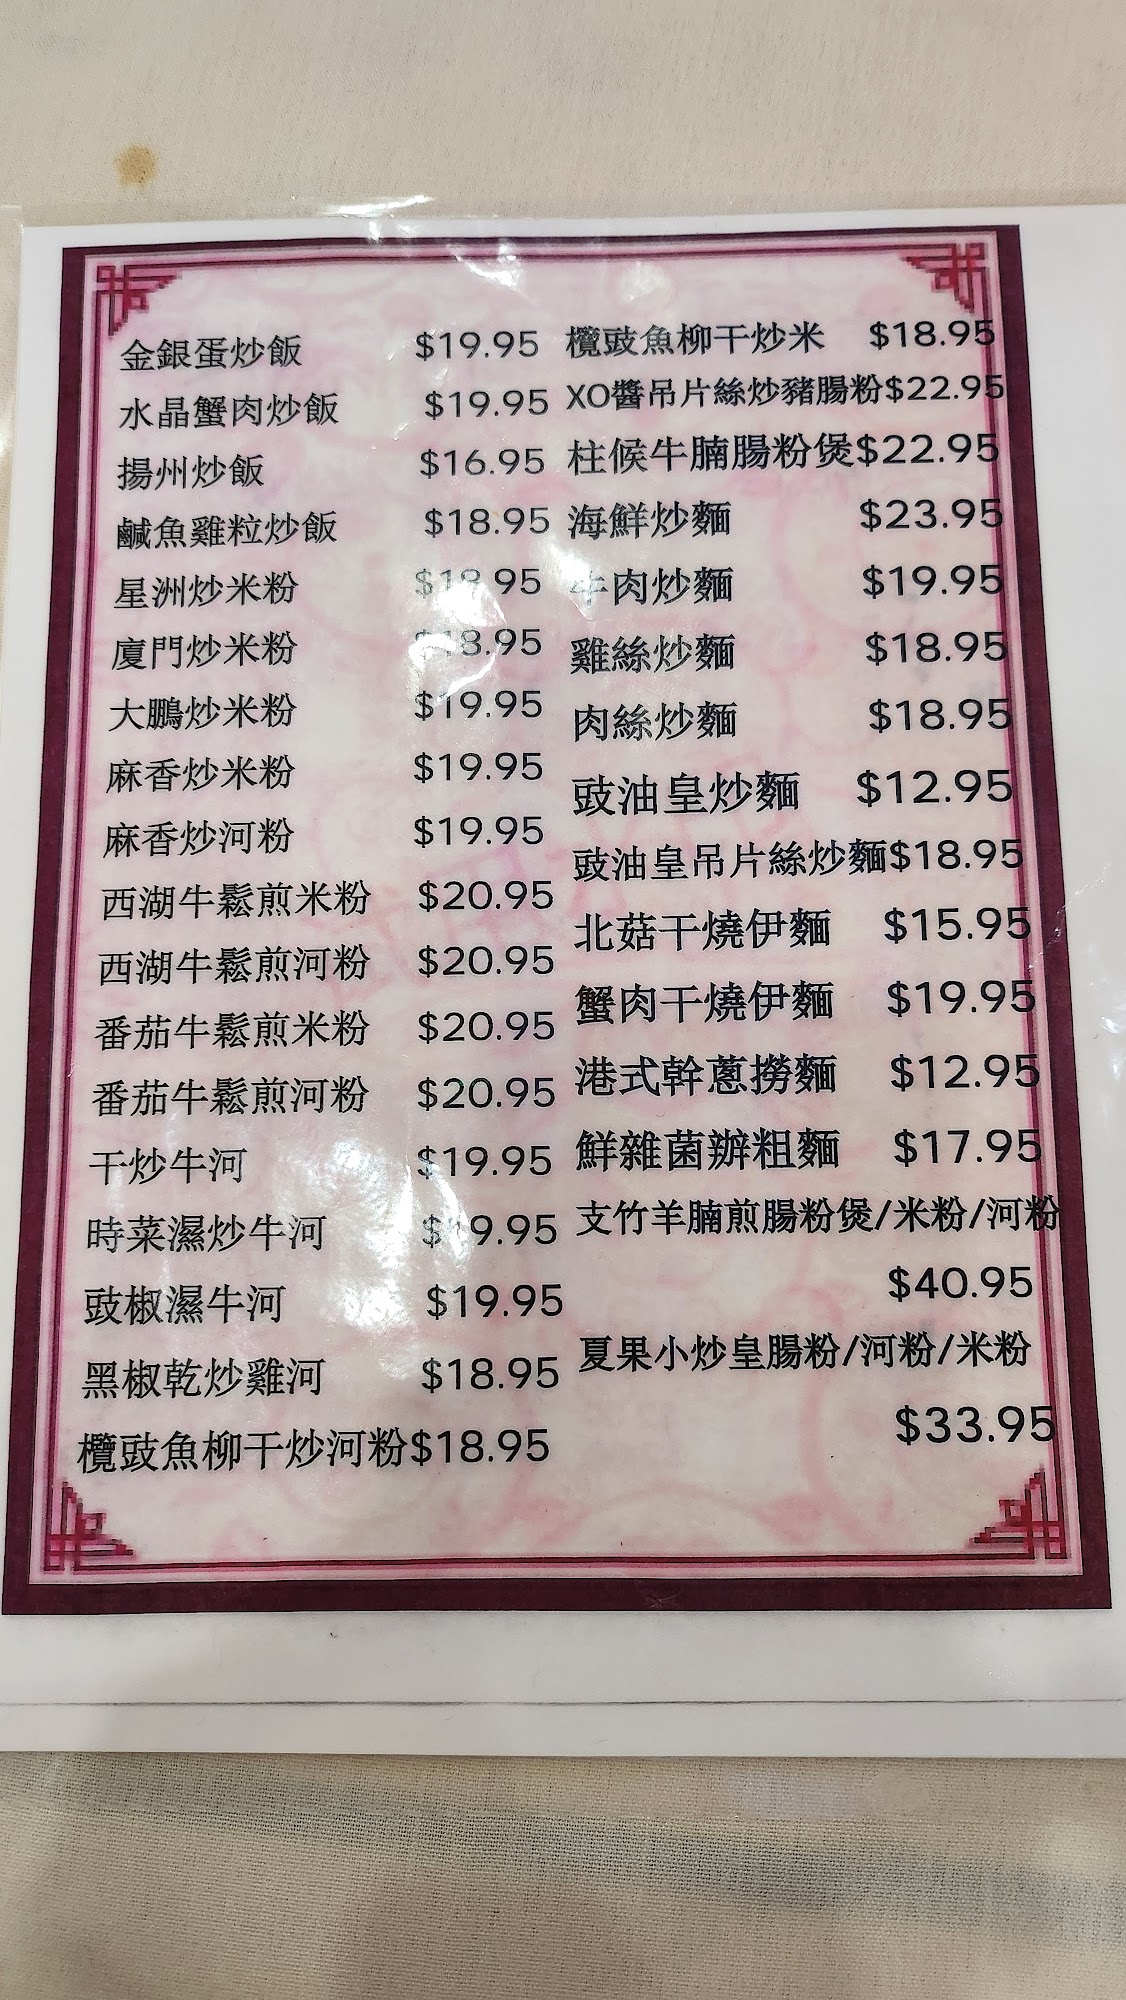 金銀蛋炒飯 $19.95
水晶蟹肉炒飯 $19.95
揚州炒飯 $16.95
鹹魚雞粒炒飯 $18.95
星洲炒米粉 $18.95
廈門炒米粉 $18.95
大鵬炒米粉 $19.95
麻香炒米粉 $19.95
麻香炒河粉 $19.95
西湖牛鬆煎米粉 $20.95
西湖牛鬆煎河粉 $20.95
番茄牛鬆煎米粉 $20.95
番茄牛鬆煎河粉 $20.95
干炒牛河 $19.95
時菜濕炒牛河 $19.95
豉椒濕牛河 $19.95
黑椒乾炒雞河 $18.95
欖豉魚柳干炒河粉$18.95
欖豉魚柳干炒米 $18.95
XO醬吊片絲炒豬腸粉$22.95
柱候牛腩腸粉煲$22.95
海鮮炒麵 $23.95
牛肉炒麵 $19.95
雞絲炒麵 $18.95
肉絲炒麵 $18.95
豉油皇炒麵 $12.95
豉油皇吊片絲炒麵$18.95
北菇干燒伊麵 $15.95
蟹肉干燒伊麵 $19.95
港式幹蔥撈麵 $12.95
鮮雜菌辦粗麵 $17.95
支竹羊腩煎腸粉煲/米粉/河粉
$40.95
夏果小炒皇腸粉/河粉/米粉
$33.95